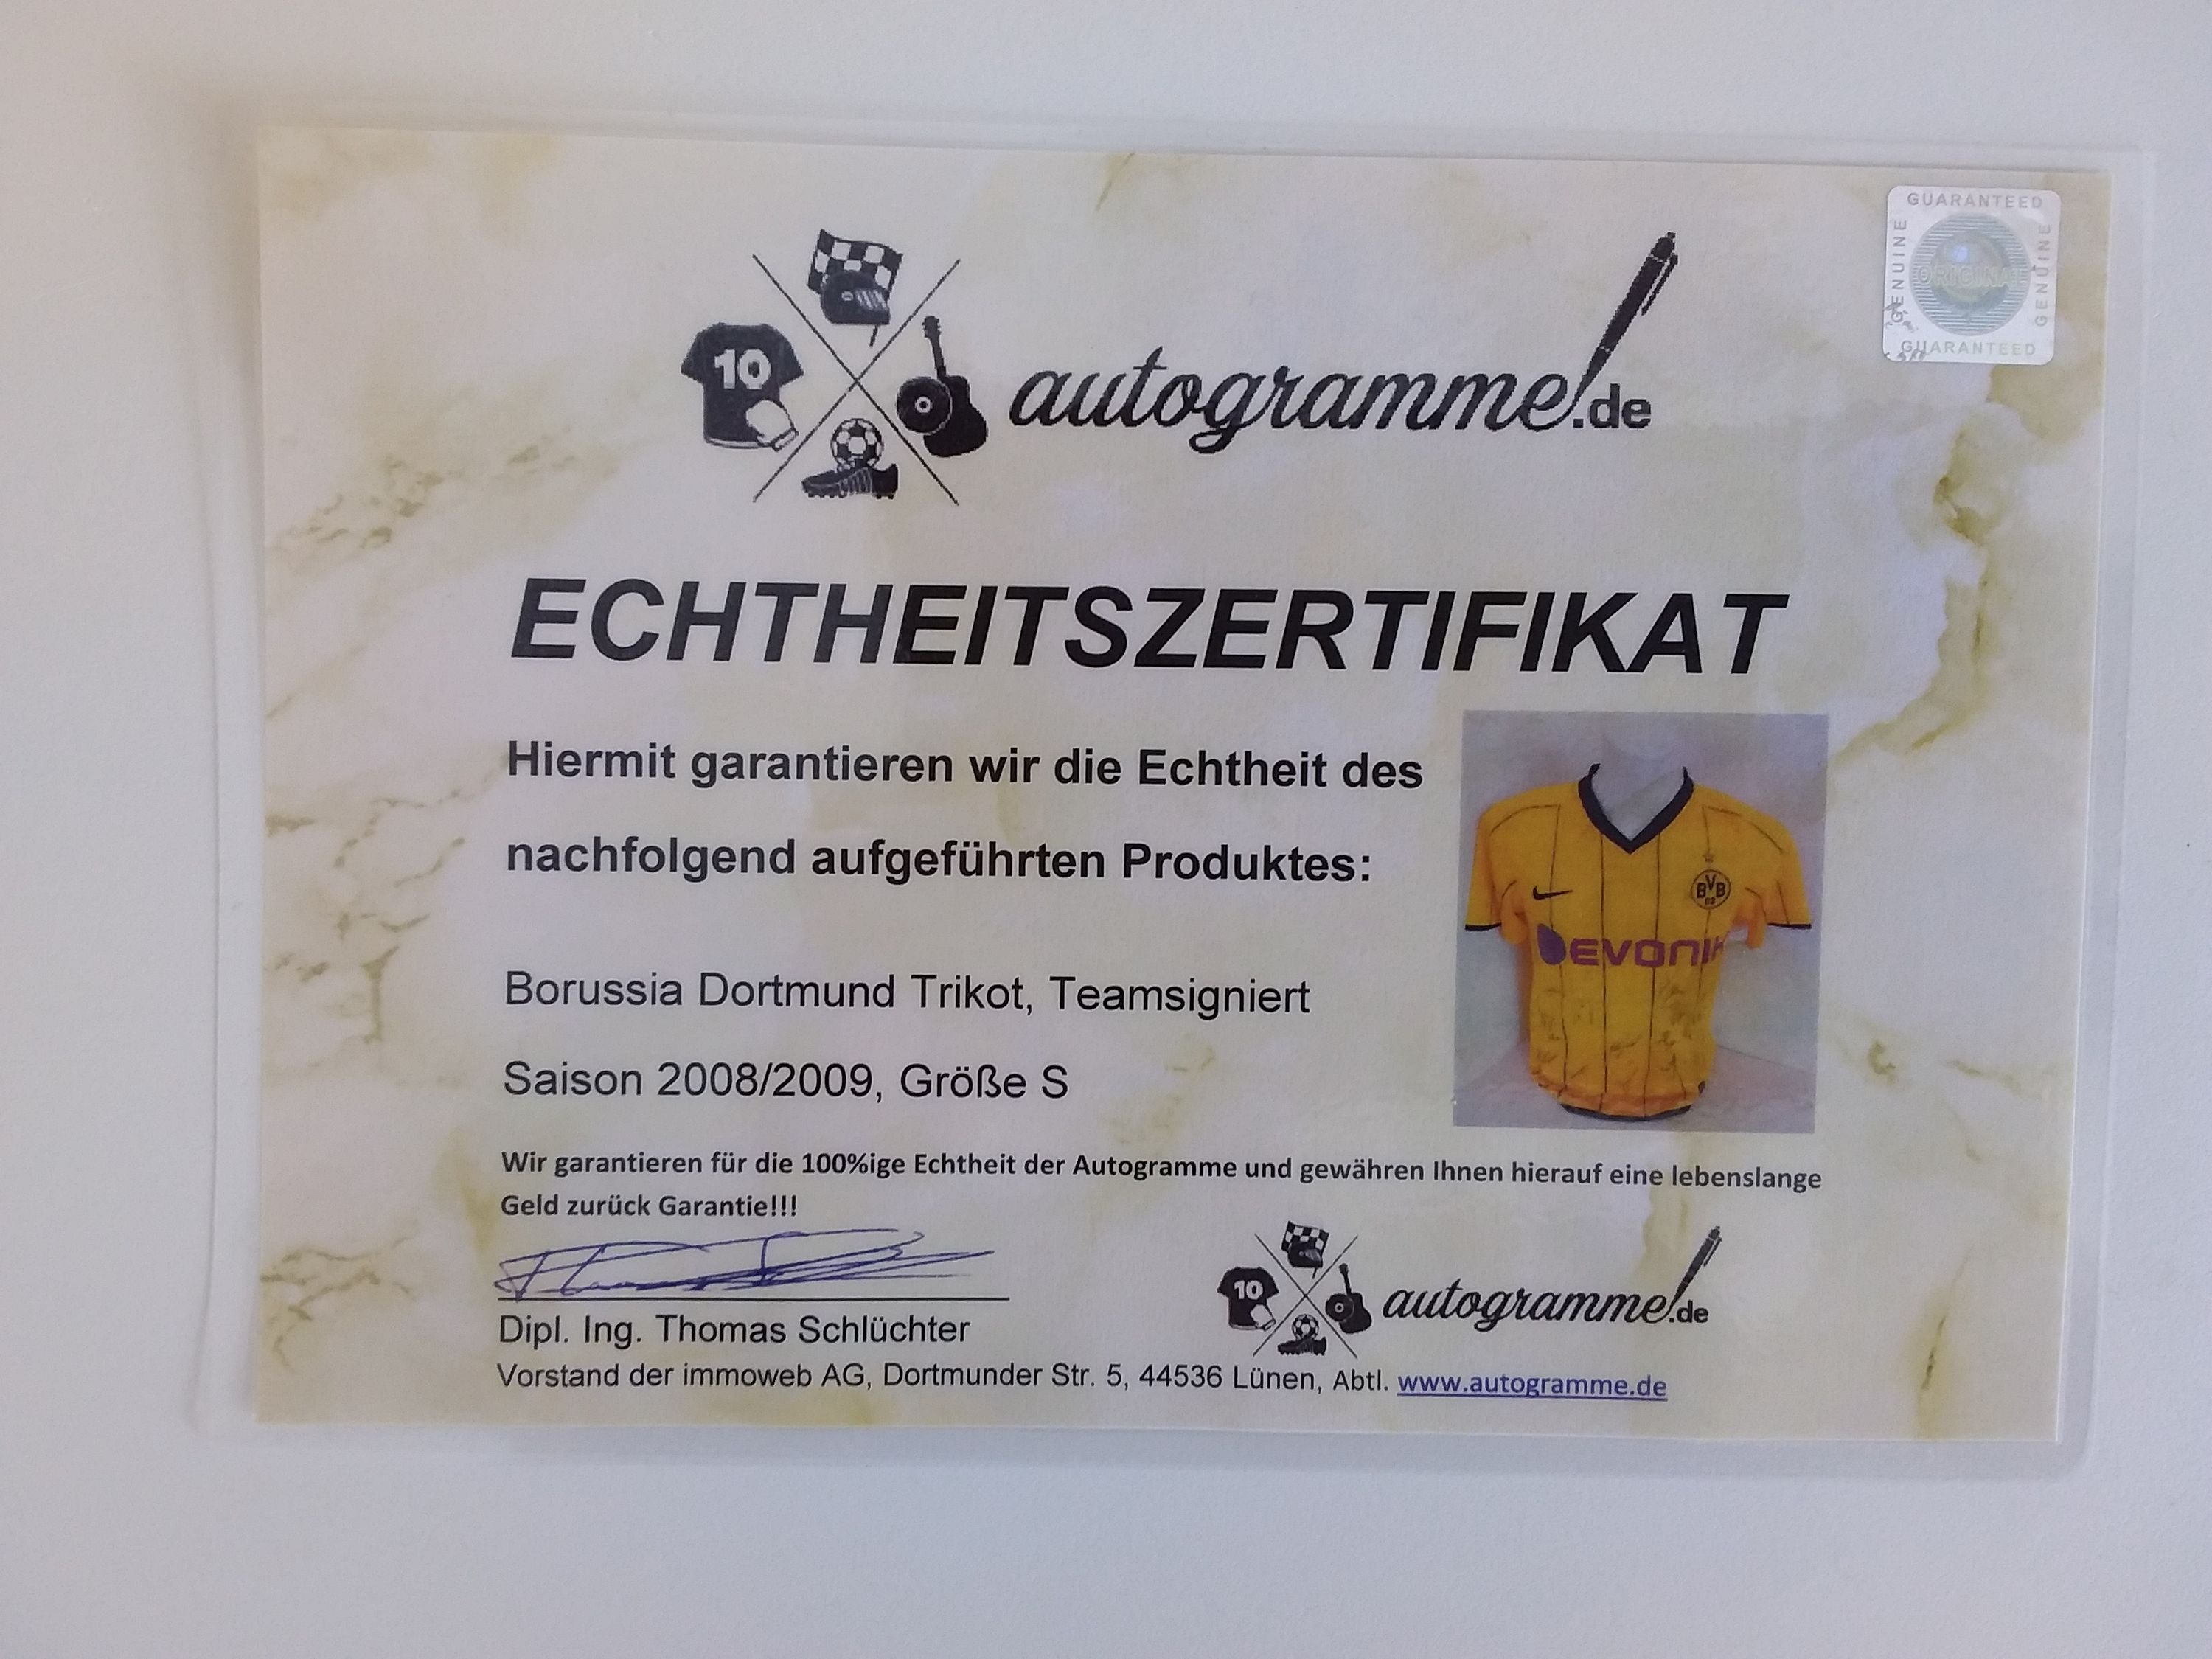 GUARANTEED
GENUINE
ORIGINAL
GENUINE
GUARANTEED
10
autogramme.de
ECHTHEITSZERTIFIKAT
Hiermit garantieren wir die Echtheit des
nachfolgend aufgeführten Produktes:
BVB
09
EVONIK
Borussia Dortmund Trikot, Teamsigniert
Saison 2008/2009, Größe S
Wir garantieren für die 100%ige Echtheit der Autogramme und gewähren Ihnen hierauf eine lebenslange
Geld zurück Garantie!!!
10
autogramme.de
Dipl. Ing. Thomas Schlüchter
Vorstand der immoweb AG, Dortmunder Str. 5, 44536 Lünen, Abtl. www.autogramme.de